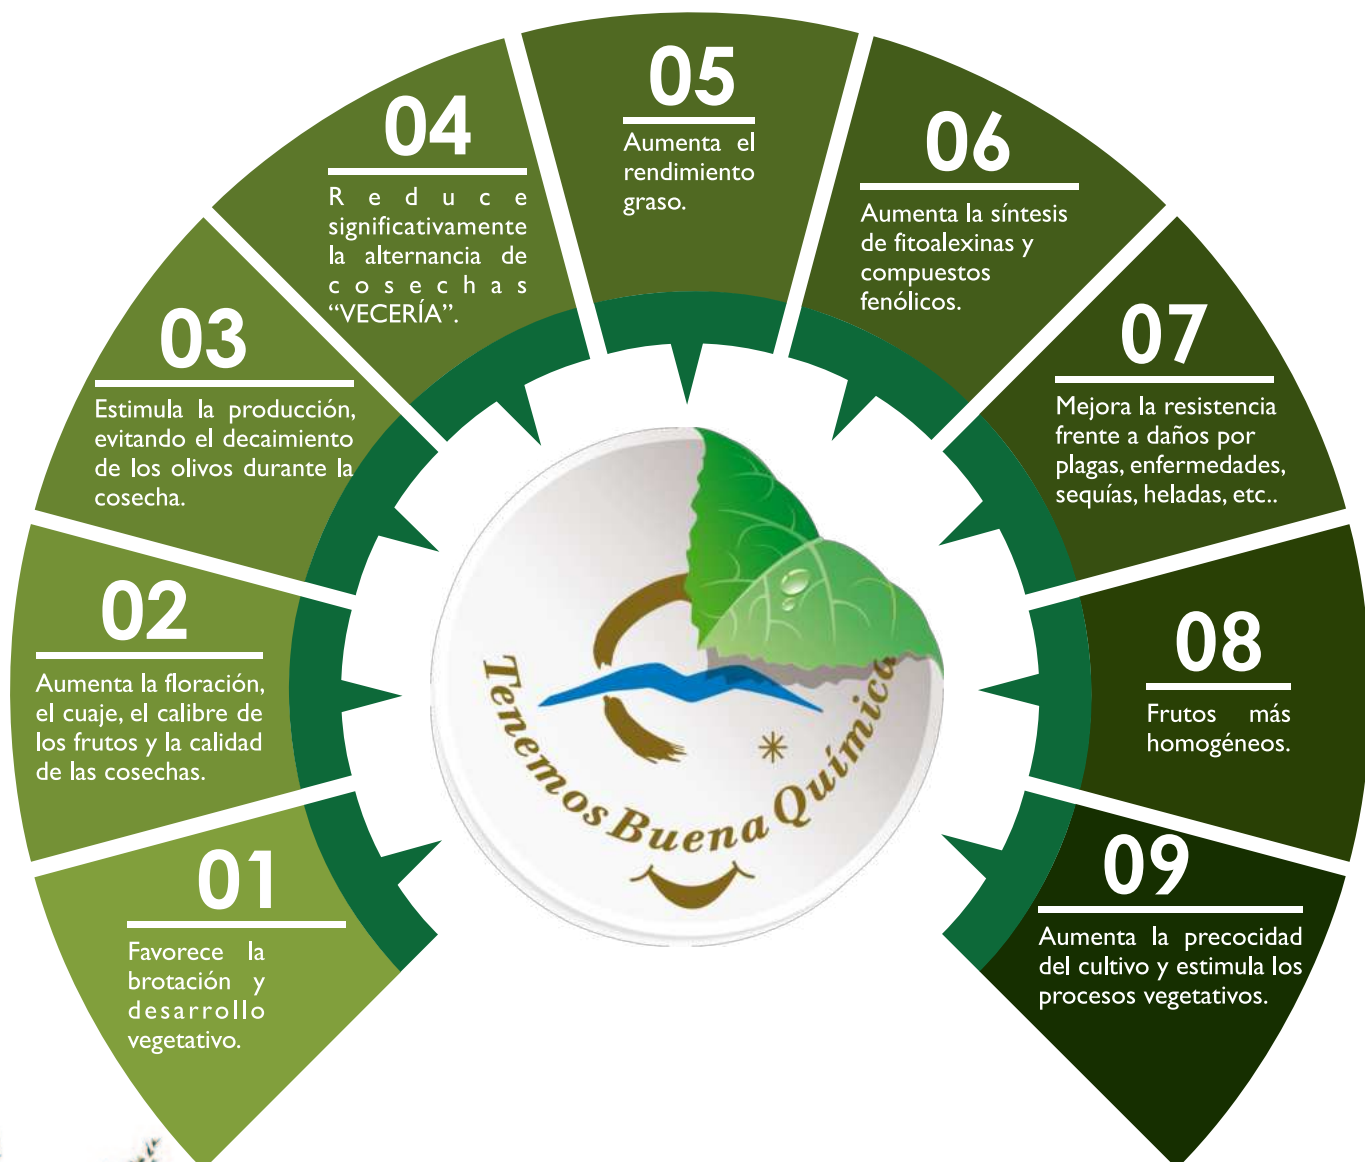 01
Favorece la
brotación y
desarrollo
vegetativo.
02
Aumenta la floración,
el cuaje, el calibre de
los frutos y la calidad
de las cosechas.
03
Estimula la producción,
evitando el decaimiento
de los olivos durante la
cosecha.
04
Reduce
significativamente
la alternancia de
cosechas
“VECERÍA”.
05
Aumenta el
rendimiento
graso.
06
Aumenta la síntesis
de fitoalexinas y
compuestos
fenólicos.
07
Mejora la resistencia
frente a daños por
plagas, enfermedades,
sequías, heladas, etc..
08
Frutos más
homogéneos.
09
Aumenta la precocidad
del cultivo y estimula los
procesos vegetativos.
Tenemos Buena Química